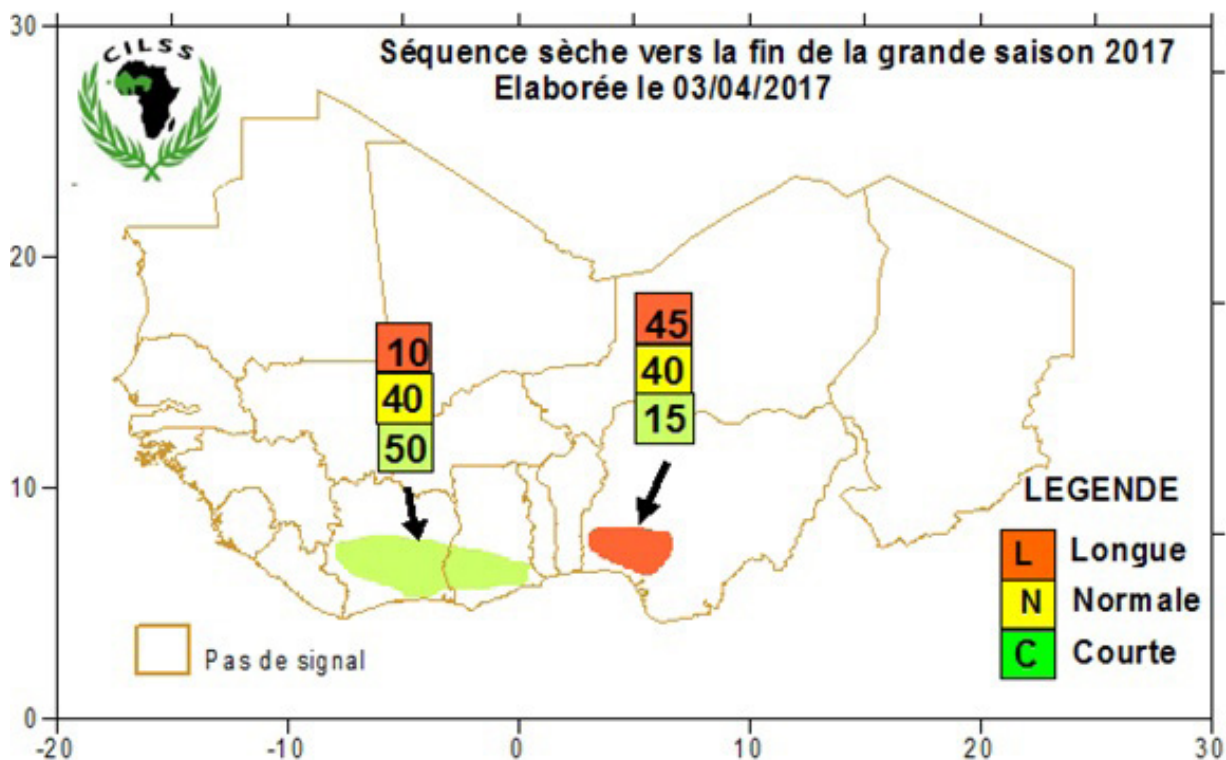 CILSS
Séquence sèche vers la fin de la grande saison 2017
Elaborée le 03/04/2017
30
20
10
0
-20
-10
0
10
20
30
10
40
50
45
40
15
LEGENDE
L Longue
N Normale
C Courte
Pas de signal